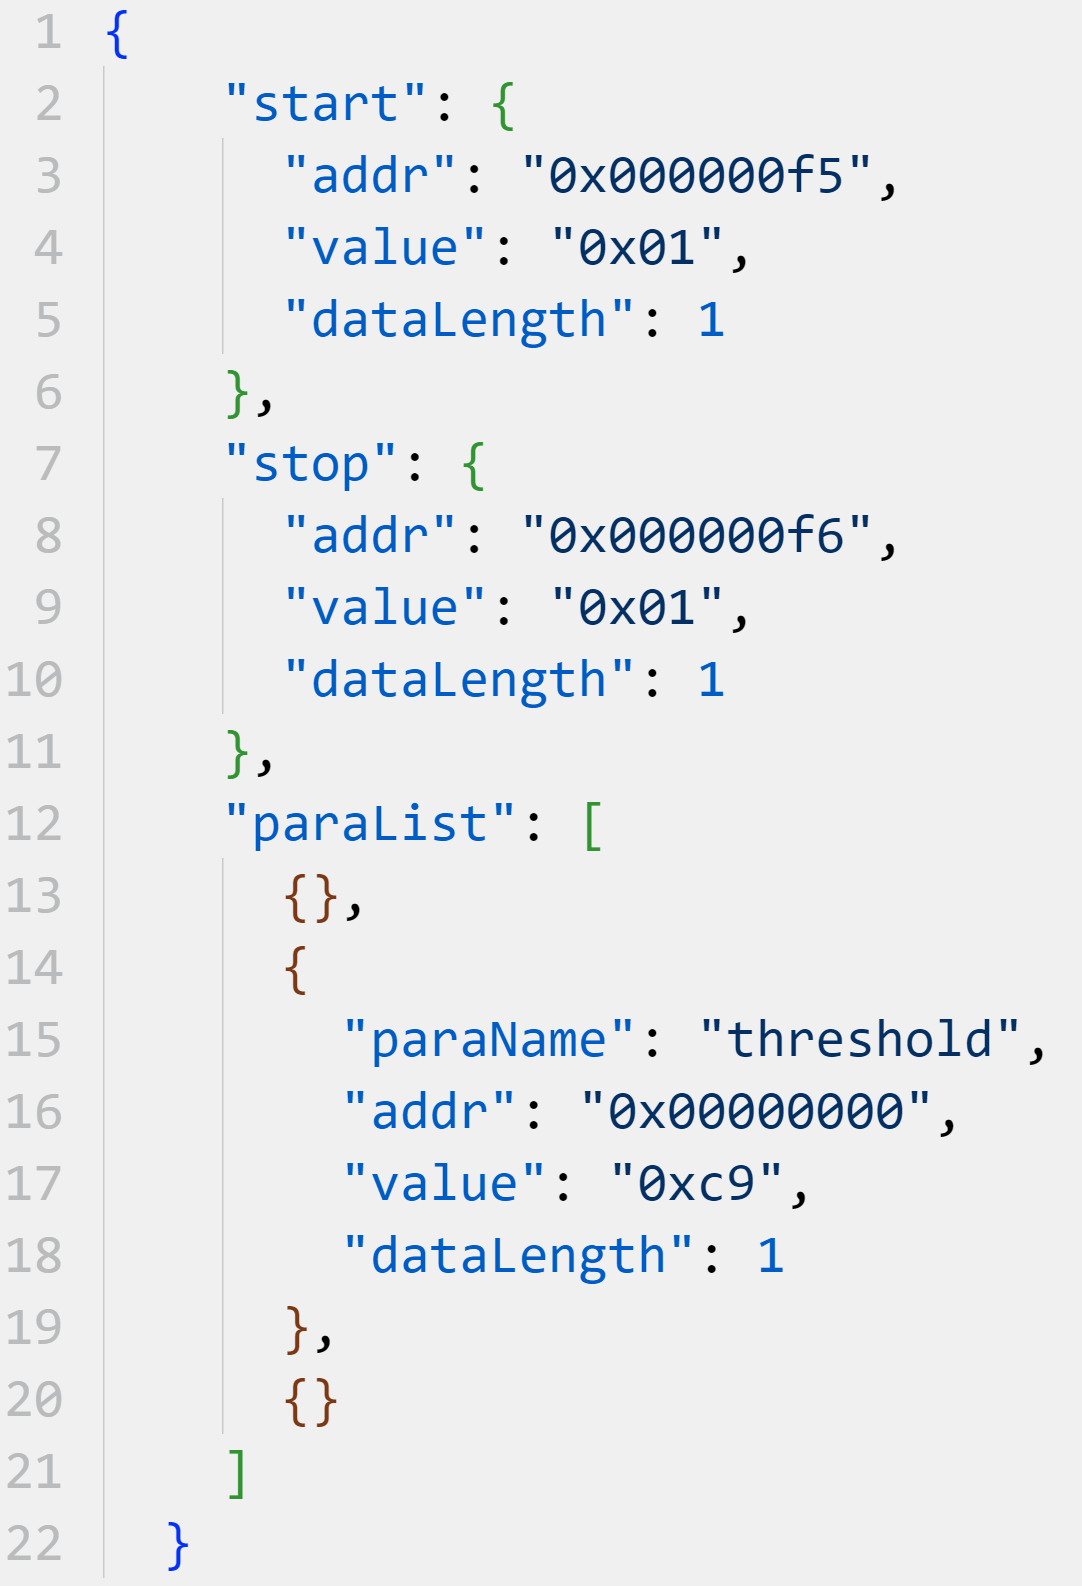 1 {
2 "start": {
3 "addr": "0x000000f5",
4 "value": "0x01",
5 "dataLength": 1
6 },
7 "stop": {
8 "addr": "0x000000f6",
9 "value": "0x01",
10 "dataLength": 1
11 },
12 "paraList": [
13 {},
14 {
15 "paraName": "threshold",
16 "addr": "0x00000000",
17 "value": "0xc9",
18 "dataLength": 1
19 },
20 {}
21 ]
22 }